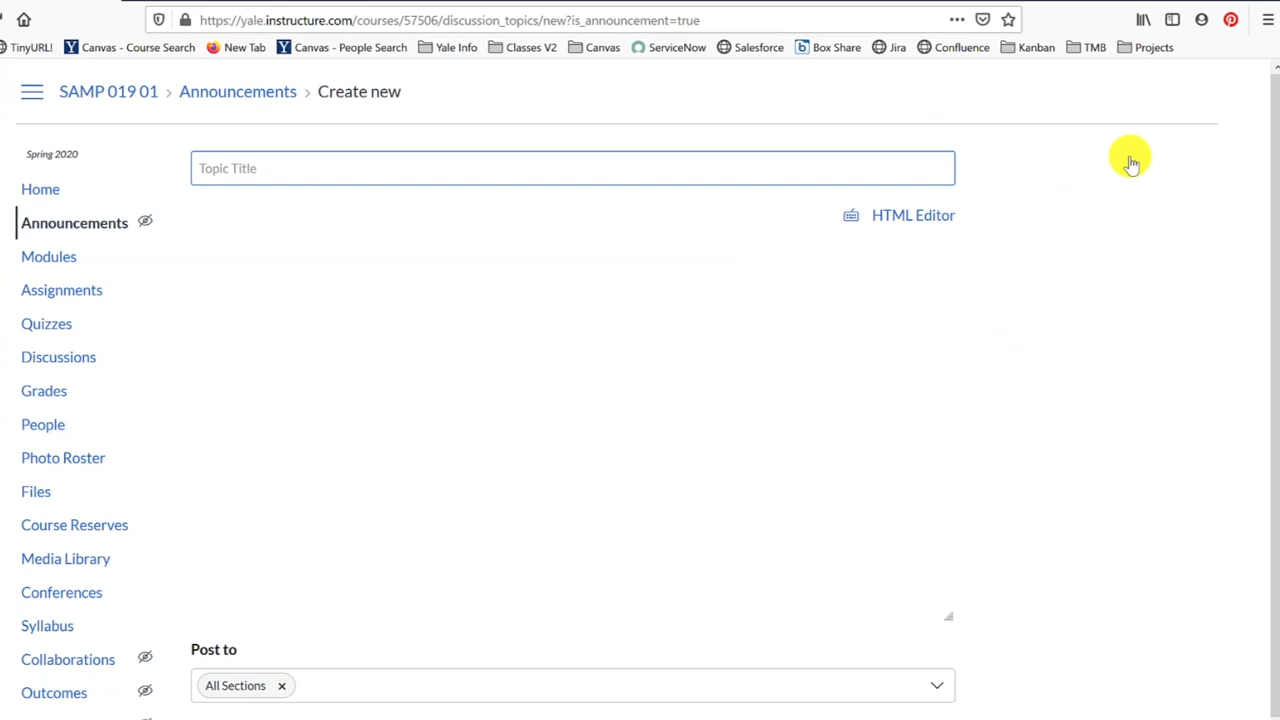 https://yale.instructure.com/courses/57506/discussion_topics/new?is_announcement=true
TinyURL! Canvas - Course Search New Tab Canvas - People Search Yale Info Classes V2 Canvas ServiceNow Salesforce Box Share Jira Confluence Kanban TMB Projects
SAMP 019 01 > Announcements > Create new
Spring 2020
Topic Title
Home
HTML Editor
Announcements
Modules
Assignments
Quizzes
Discussions
Grades
People
Photo Roster
Files
Course Reserves
Media Library
Conferences
Syllabus
Post to
Collaborations
All Sections ×
Outcomes